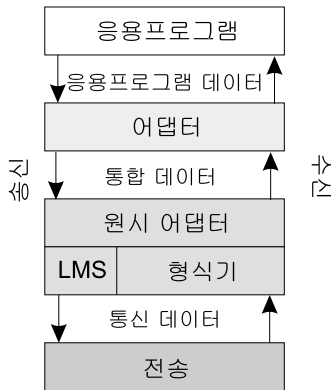 응용프로그램
응용프로그램 데이터
어댑터
송신
통합 데이터
수신
원시 어댑터
LMS
형식기
통신 데이터
전송